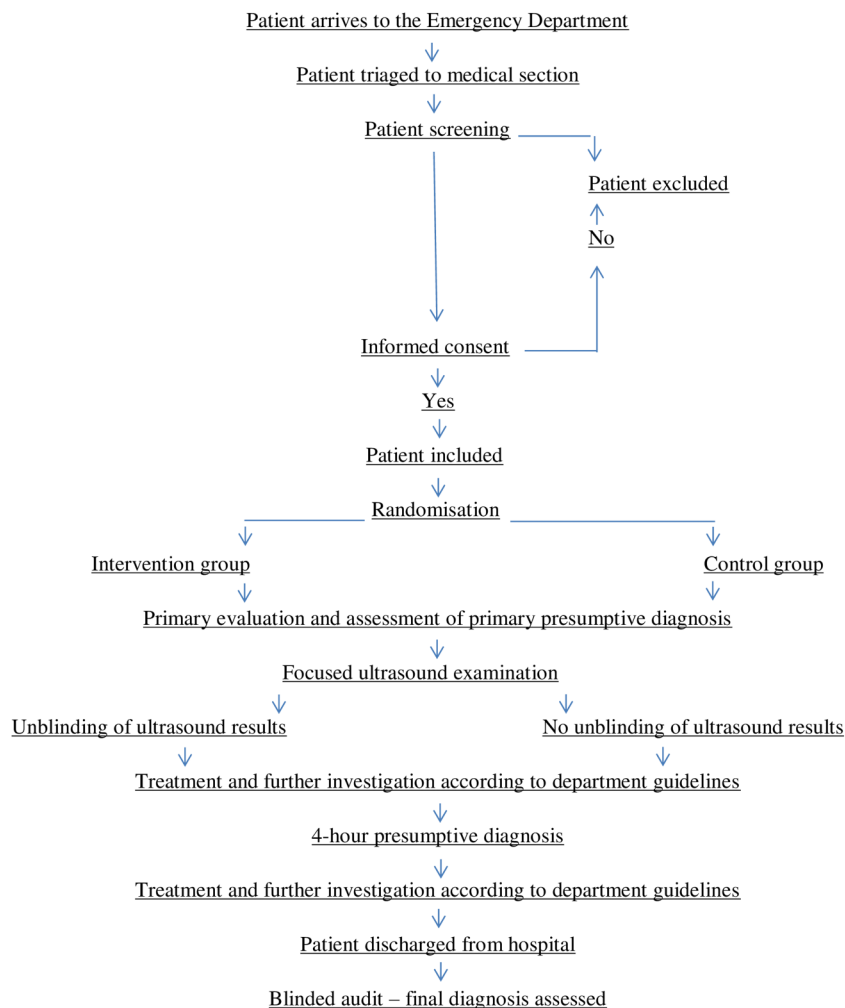 Patient arrives to the Emergency Department
Patient triaged to medical section
Patient screening
Patient excluded
No
Informed consent
Yes
Patient included
Randomisation
Intervention group
Control group
Primary evaluation and assessment of primary presumptive diagnosis
Focused ultrasound examination
Unblinding of ultrasound results
No unblinding of ultrasound results
Treatment and further investigation according to department guidelines
4-hour presumptive diagnosis
Treatment and further investigation according to department guidelines
Patient discharged from hospital
Blinded audit – final diagnosis assessed